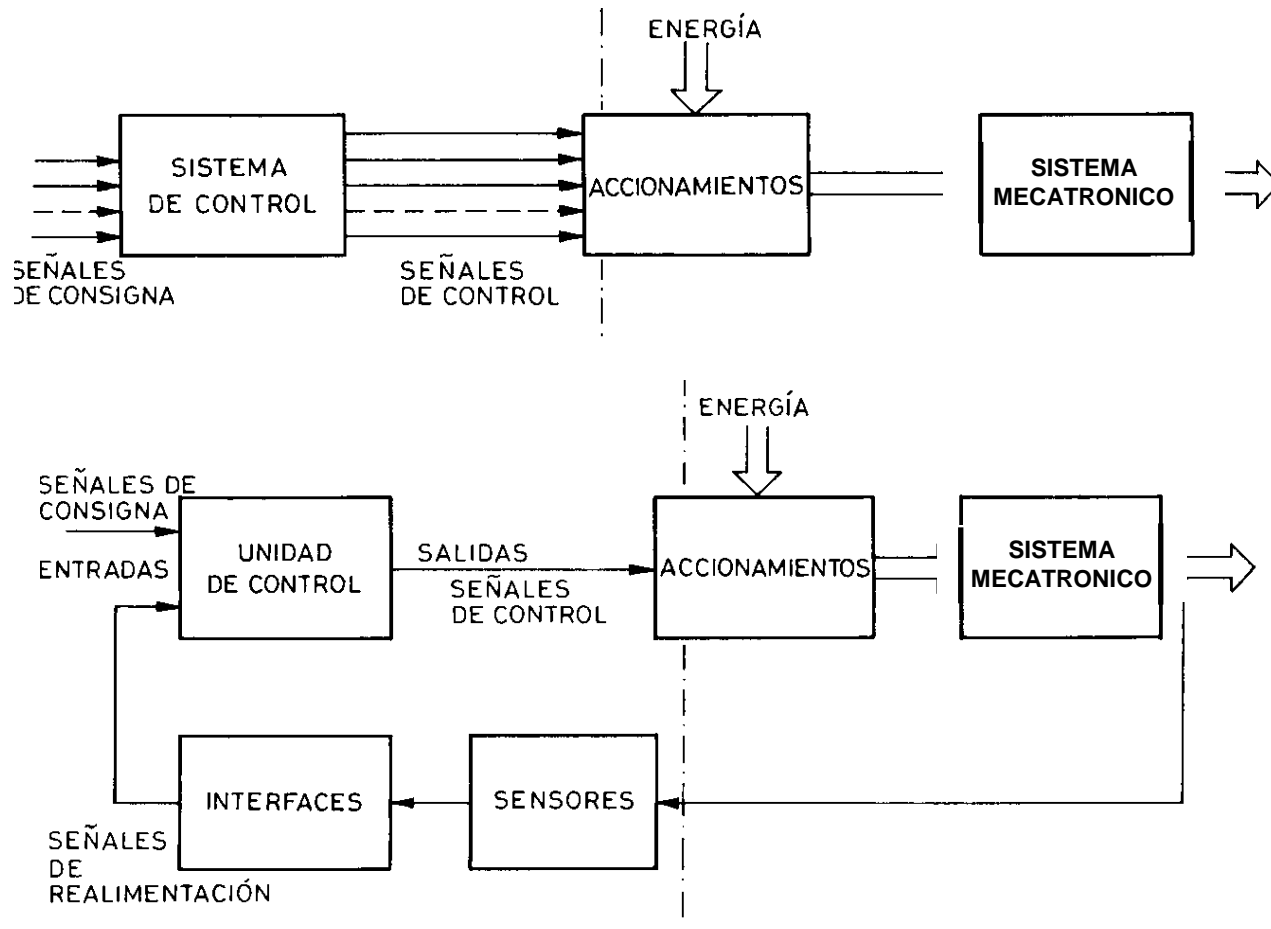 ENERGÍA
SISTEMA
DE CONTROL
ACCIONAMIENTOS
SISTEMA
MECATRONICO
SEÑALES
DE CONSIGNA
SEÑALES
DE CONTROL
ENERGÍA
SEÑALES DE
CONSIGNA
ENTRADAS
UNIDAD
DE CONTROL
SALIDAS
SEÑALES
DE CONTROL
ACCIONAMIENTOS
SISTEMA
MECATRONICO
INTERFACES
SENSORES
SEÑALES
DE
REALIMENTACIÓN